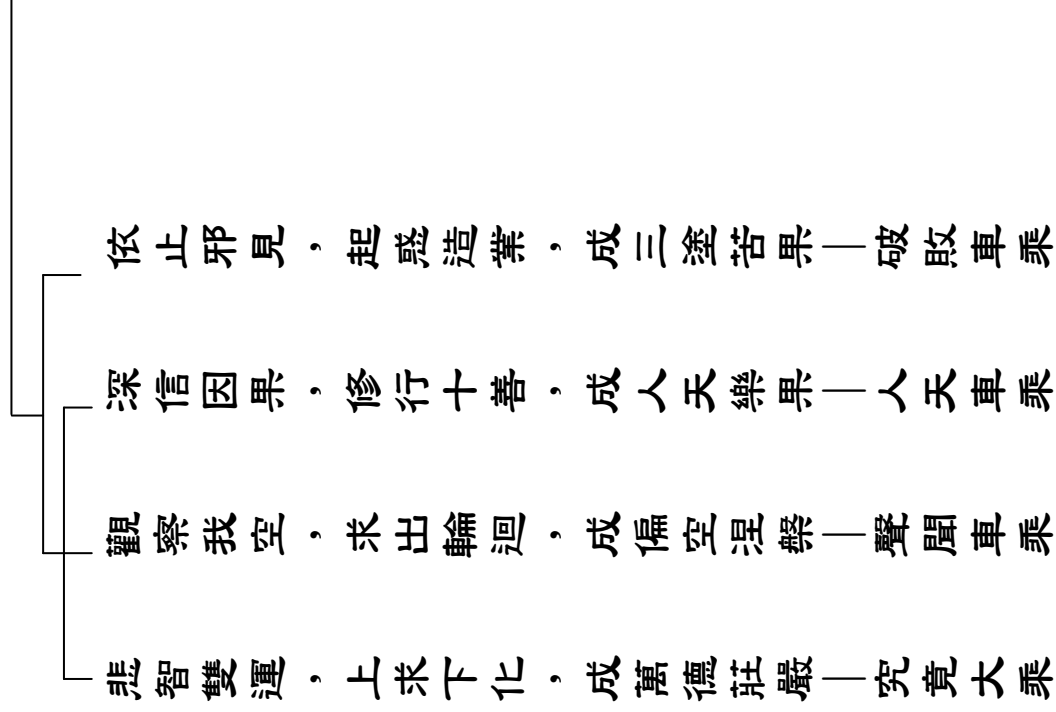 依止邪見，起惑造業，成三塗苦果—破敗車乘
深信因果，修行十善，成人天樂果—人天車乘
觀察我空，求出輪迴，成偏空涅槃—聲聞車乘
悲智雙運，上求下化，成萬德莊嚴—究竟大乘